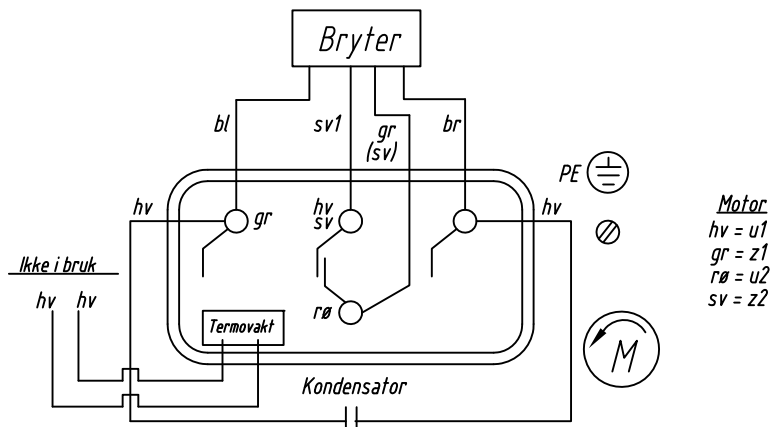 Bryter
bl
sv1
gr
(sv)
br
PE
hv
gr
hv
sv
hv
Motor
hv = u1
gr = z1
rø = u2
sv = z2
Ikke i bruk
hv hv
rø
Termovakt
M
Kondensator